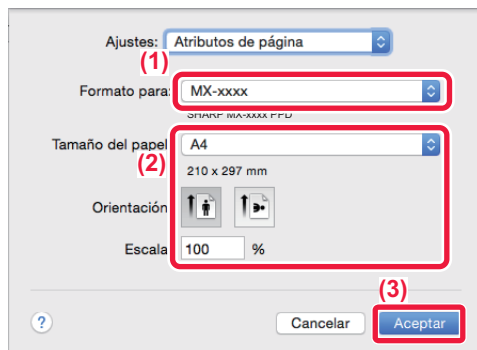 Ajustes: Atributos de página
(1)
Formato para: MX-xxxx
SHARP MX-xxxx PPD
Tamaño del papel A4
(2)
210 x 297 mm
Orientación
Escala 100 %
(3)
? Cancelar Aceptar